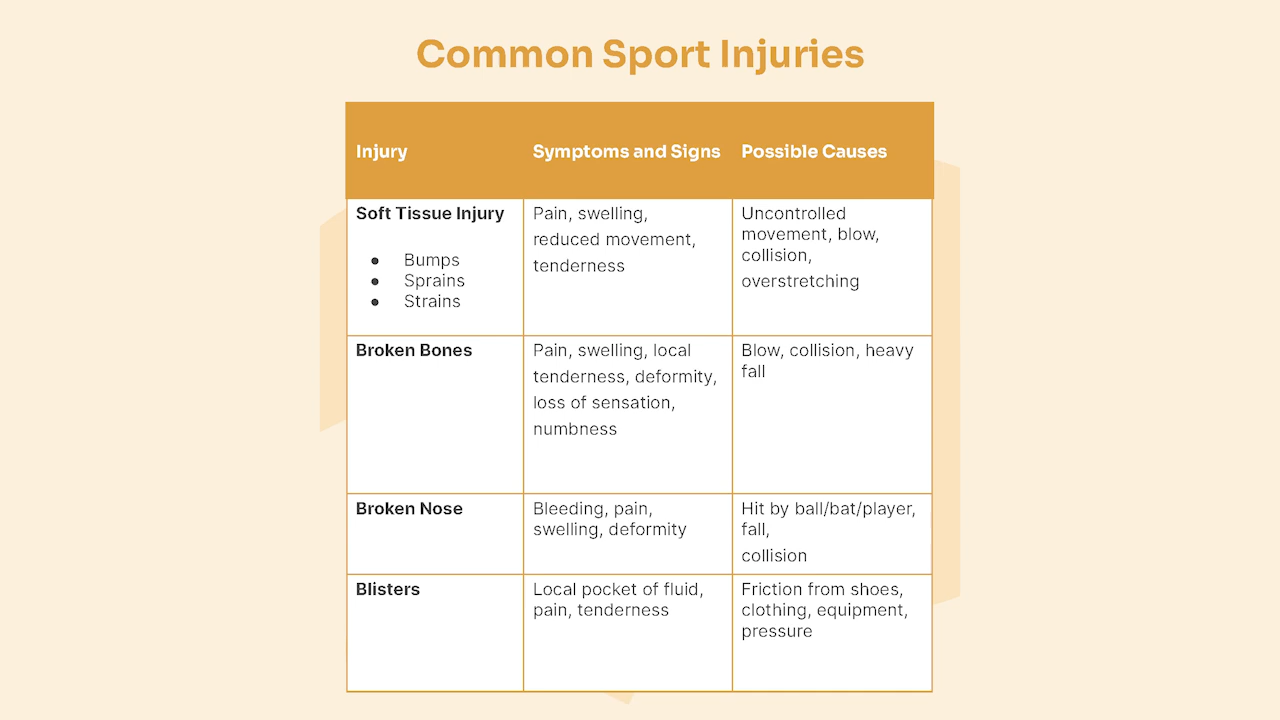 Common Sport Injuries
Injury
Symptoms and Signs
Possible Causes
Soft Tissue Injury
● Bumps
● Sprains
● Strains
Pain, swelling,
reduced movement,
tenderness
Uncontrolled
movement, blow,
collision,
overstretching
Broken Bones
Pain, swelling, local
tenderness, deformity,
loss of sensation,
numbness
Blow, collision, heavy
fall
Broken Nose
Bleeding, pain,
swelling, deformity
Hit by ball/bat/player,
fall,
collision
Blisters
Local pocket of fluid,
pain, tenderness
Friction from shoes,
clothing, equipment,
pressure